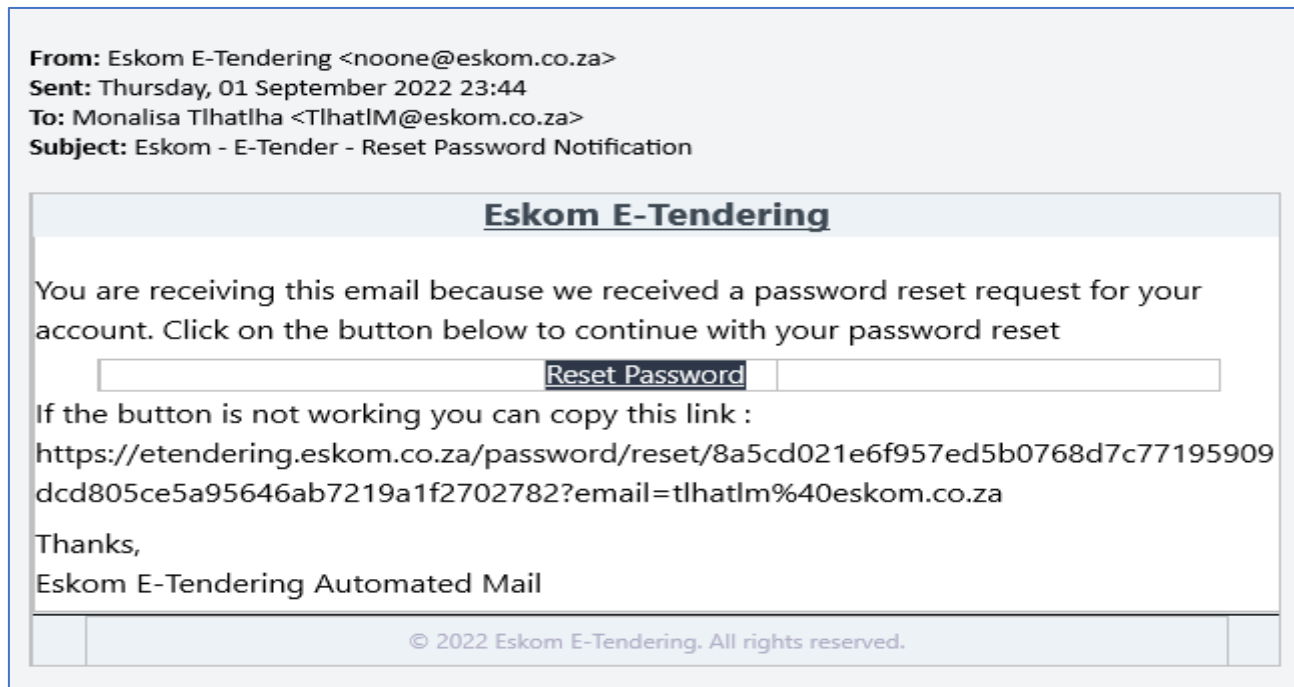 From: Eskom E-Tendering <noone@eskom.co.za>
Sent: Thursday, 01 September 2022 23:44
To: Monalisa Tlhatlha <TlhatlM@eskom.co.za>
Subject: Eskom - E-Tender - Reset Password Notification
Eskom E-Tendering
You are receiving this email because we received a password reset request for your
account. Click on the button below to continue with your password reset
Reset Password
If the button is not working you can copy this link :
https://etendering.eskom.co.za/password/reset/8a5cd021e6f957ed5b0768d7c77195909
dcd805ce5a95646ab7219a1f2702782?email=tlhatlm%40eskom.co.za
Thanks,
Eskom E-Tendering Automated Mail
© 2022 Eskom E-Tendering. All rights reserved.